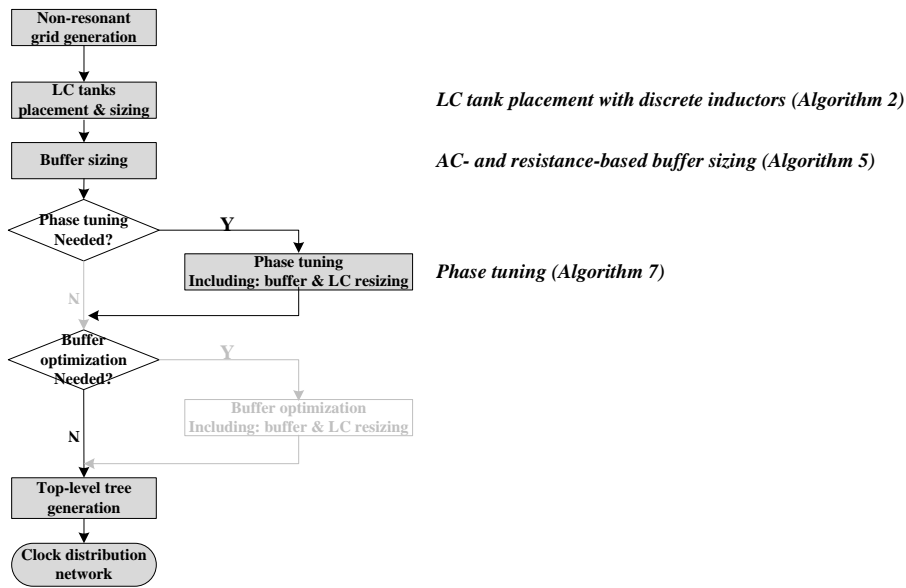 Non-resonant
grid generation
LC tanks
placement & sizing
LC tank placement with discrete inductors (Algorithm 2)
Buffer sizing
AC- and resistance-based buffer sizing (Algorithm 5)
Phase tuning
Needed?
Y
Phase tuning
Including: buffer & LC resizing
Phase tuning (Algorithm 7)
N
Buffer
optimization
Needed?
Y
Buffer optimization
Including: buffer & LC resizing
N
Top-level tree
generation
Clock distribution
network